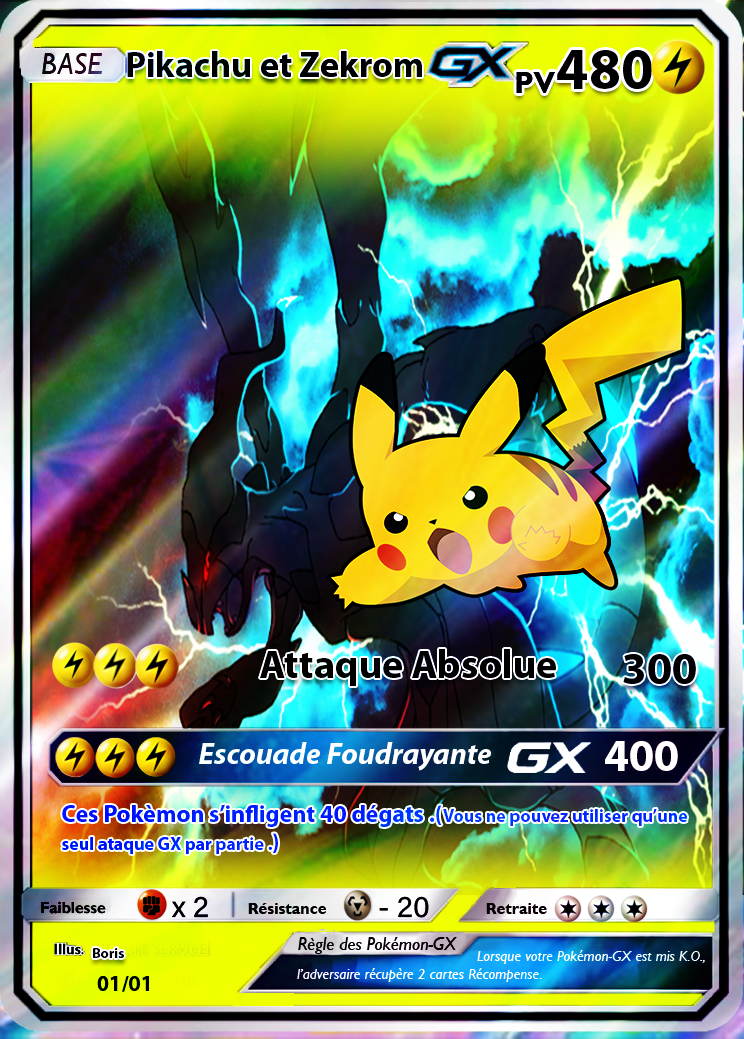 BASE Pikachu et Zekrom GX PV480
Attaque Absolue 300
Escouade Foudrayante GX 400
Ces Pokèmon s'infligent 40 dégats .(Vous ne pouvez utiliser qu'une
seul ataque GX par partie .)
Faiblesse x 2 Résistance - 20 Retraite
Illus. Boris
Règle des Pokémon-GX
Lorsque votre Pokémon-GX est mis K.O.,
l'adversaire récupère 2 cartes Récompense.
01/01